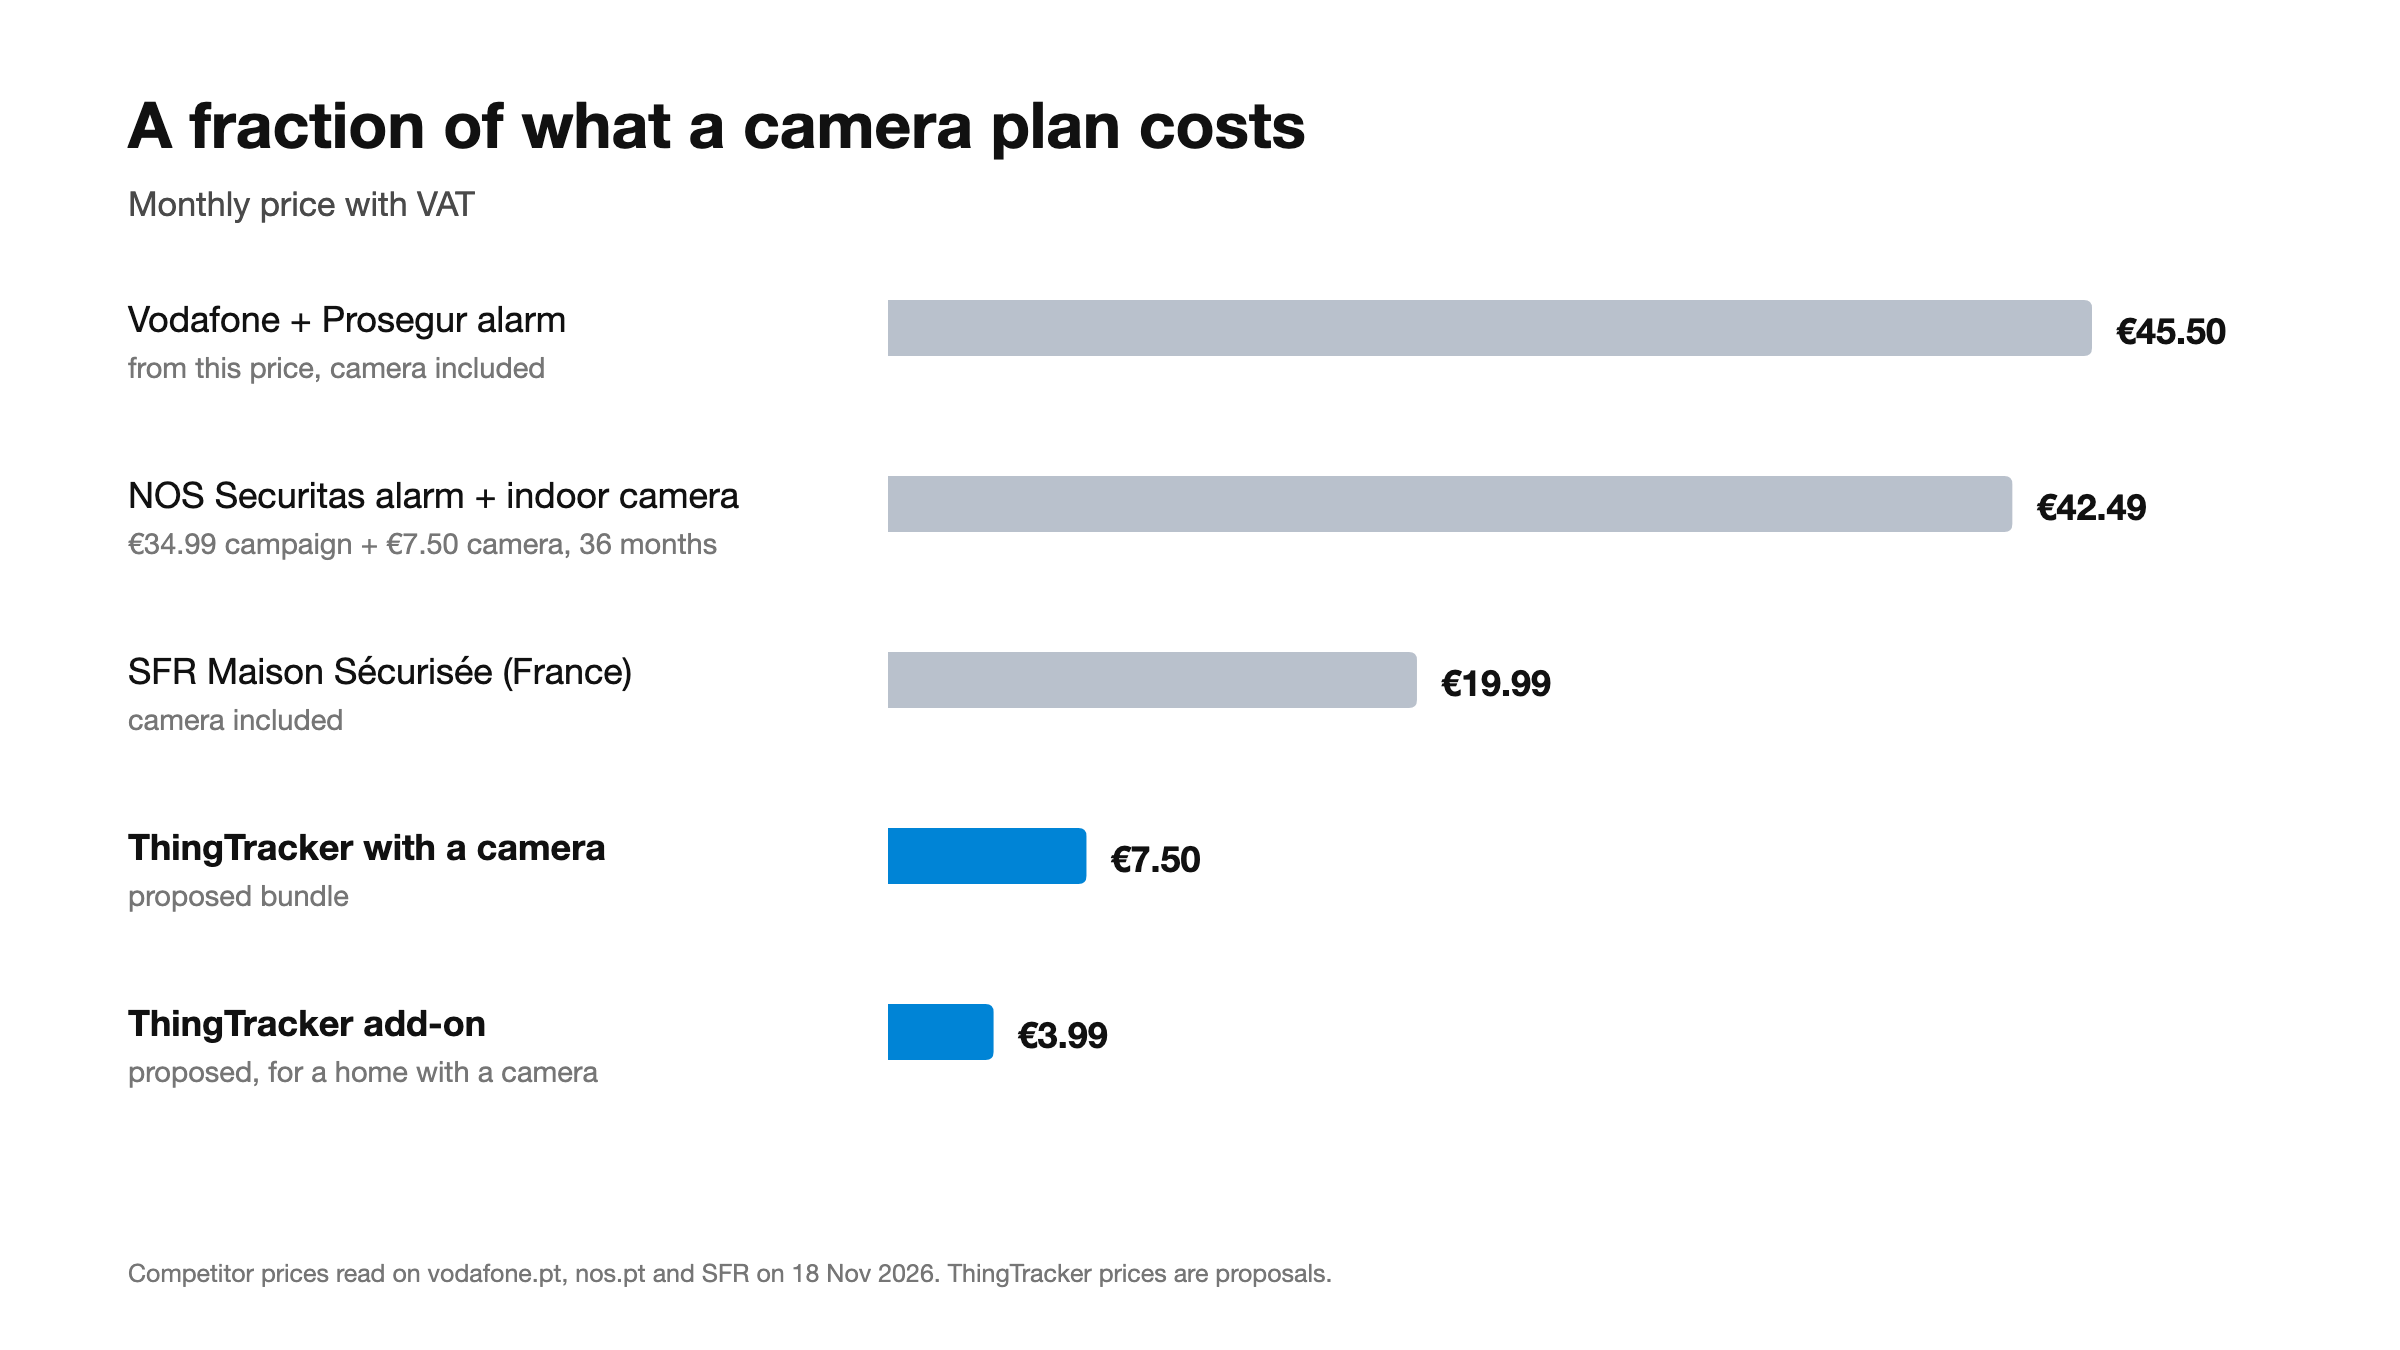 A fraction of what a camera plan costs
Monthly price with VAT
Vodafone + Prosegur alarm
from this price, camera included
€45.50
NOS Securitas alarm + indoor camera
€34.99 campaign + €7.50 camera, 36 months
€42.49
SFR Maison Sécurisée (France)
camera included
€19.99
ThingTracker with a camera
proposed bundle
€7.50
ThingTracker add-on
proposed, for a home with a camera
€3.99
Competitor prices read on vodafone.pt, nos.pt and SFR on 18 Nov 2026. ThingTracker prices are proposals.